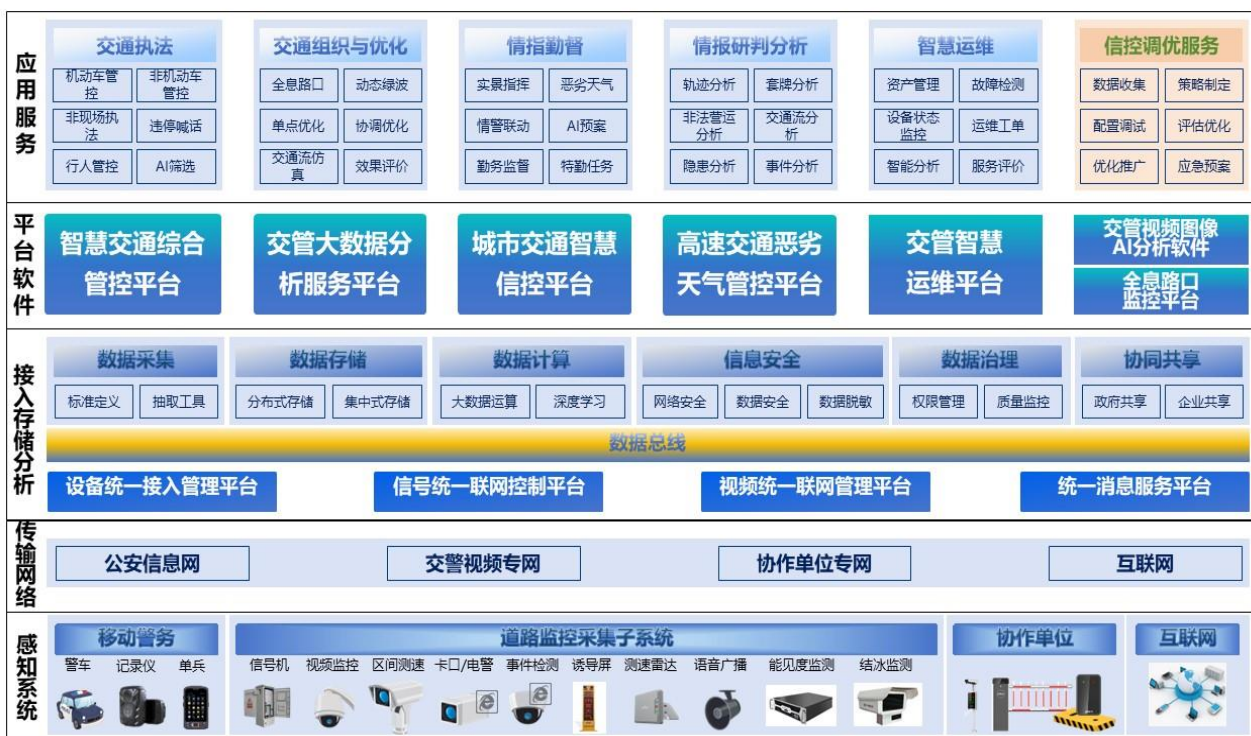 应用服务
交通执法
机动车管
控
非机动车
管控
非现场执
法
违停喊话
行人管控
AI筛选
交通组织与优化
全息路口
动态绿波
单点优化
协调优化
交通流仿
真
效果评价
情指勤督
实景指挥
恶劣天气
情警联动
AI预案
勤务监督
特勤任务
情报研判分析
轨迹分析
套牌分析
非法营运
分析
交通流分
析
隐患分析
事件分析
智慧运维
资产管理
故障检测
设备状态
监控
运维工单
智能分析
服务评价
信控调优服务
数据收集
策略制定
配置调试
评估优化
优化推广
应急预案
平台软件
智慧交通综合
管控平台
交管大数据分
析服务平台
城市交通智慧
信控平台
高速交通恶劣
天气管控平台
交管智慧
运维平台
交管视频图像
AI分析软件
全息路口
监控平台
接入存储分析
数据采集
标准定义
抽取工具
数据存储
分布式存储
集中式存储
数据计算
大数据运算
深度学习
信息安全
网络安全
数据安全
数据脱敏
数据治理
权限管理
质量监控
协同共享
政府共享
企业共享
数据总线
设备统一接入管理平台
信号统一联网控制平台
视频统一联网管理平台
统一消息服务平台
传输网络
公安信息网
交警视频专网
协作单位专网
互联网
感知系统
移动警务
警车
记录仪
单兵
道路监控采集子系统
信号机
视频监控
区间测速
卡口/电警
事件检测
诱导屏
测速雷达
语音广播
能见度监测
结冰监测
协作单位
互联网